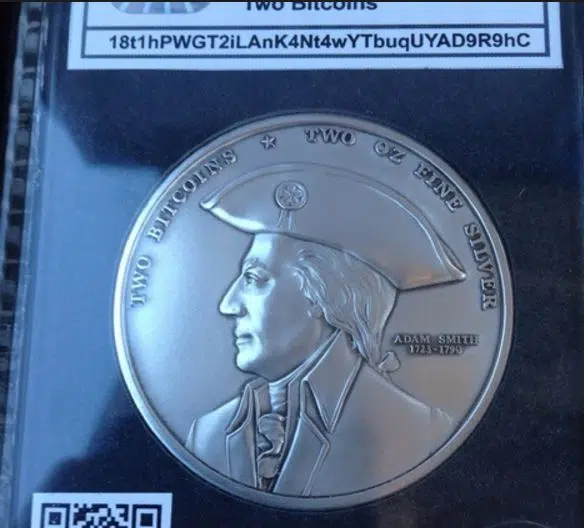 Two Bitcoins
18t1hPWGT2iLAnK4Nt4wYTbuqUYAD9R9hC
TWO BITCOINS ★ TWO OZ FINE SILVER
ADAM SMITH
1723-1790